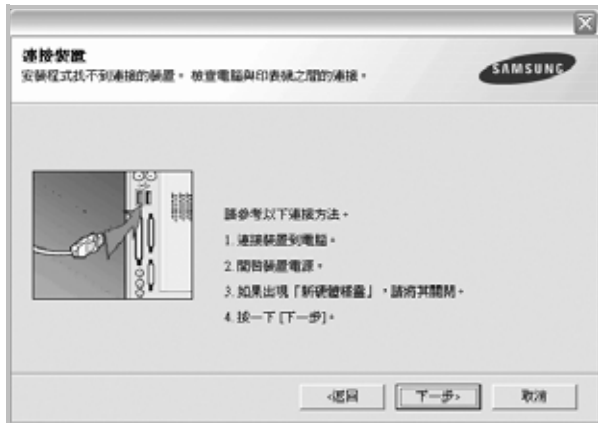 連接裝置
安裝程式找不到連接的裝置。檢查電腦與印表機之間的連接。
SAMSUNG
請參考以下連接方法。
1. 連接裝置到電腦。
2. 開啟裝置電源。
3. 如果出現「新硬體精靈」，請將其關閉。
4. 按一下 [下一步]。
<返回
下一步>
取消